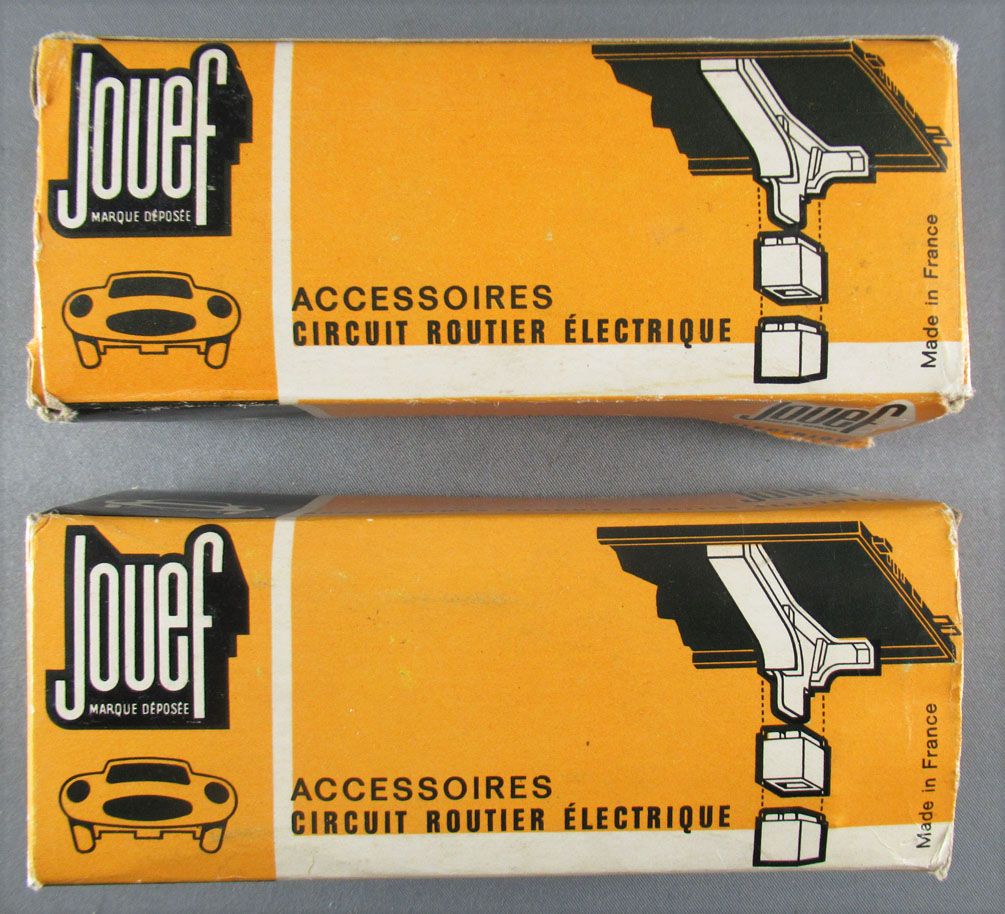 Jouef
MARQUE DÉPOSÉE
ACCESSOIRES
CIRCUIT ROUTIER ÉLECTRIQUE
Made in France
Jouef
Jouef
MARQUE DÉPOSÉE
ACCESSOIRES
CIRCUIT ROUTIER ÉLECTRIQUE
Made in France